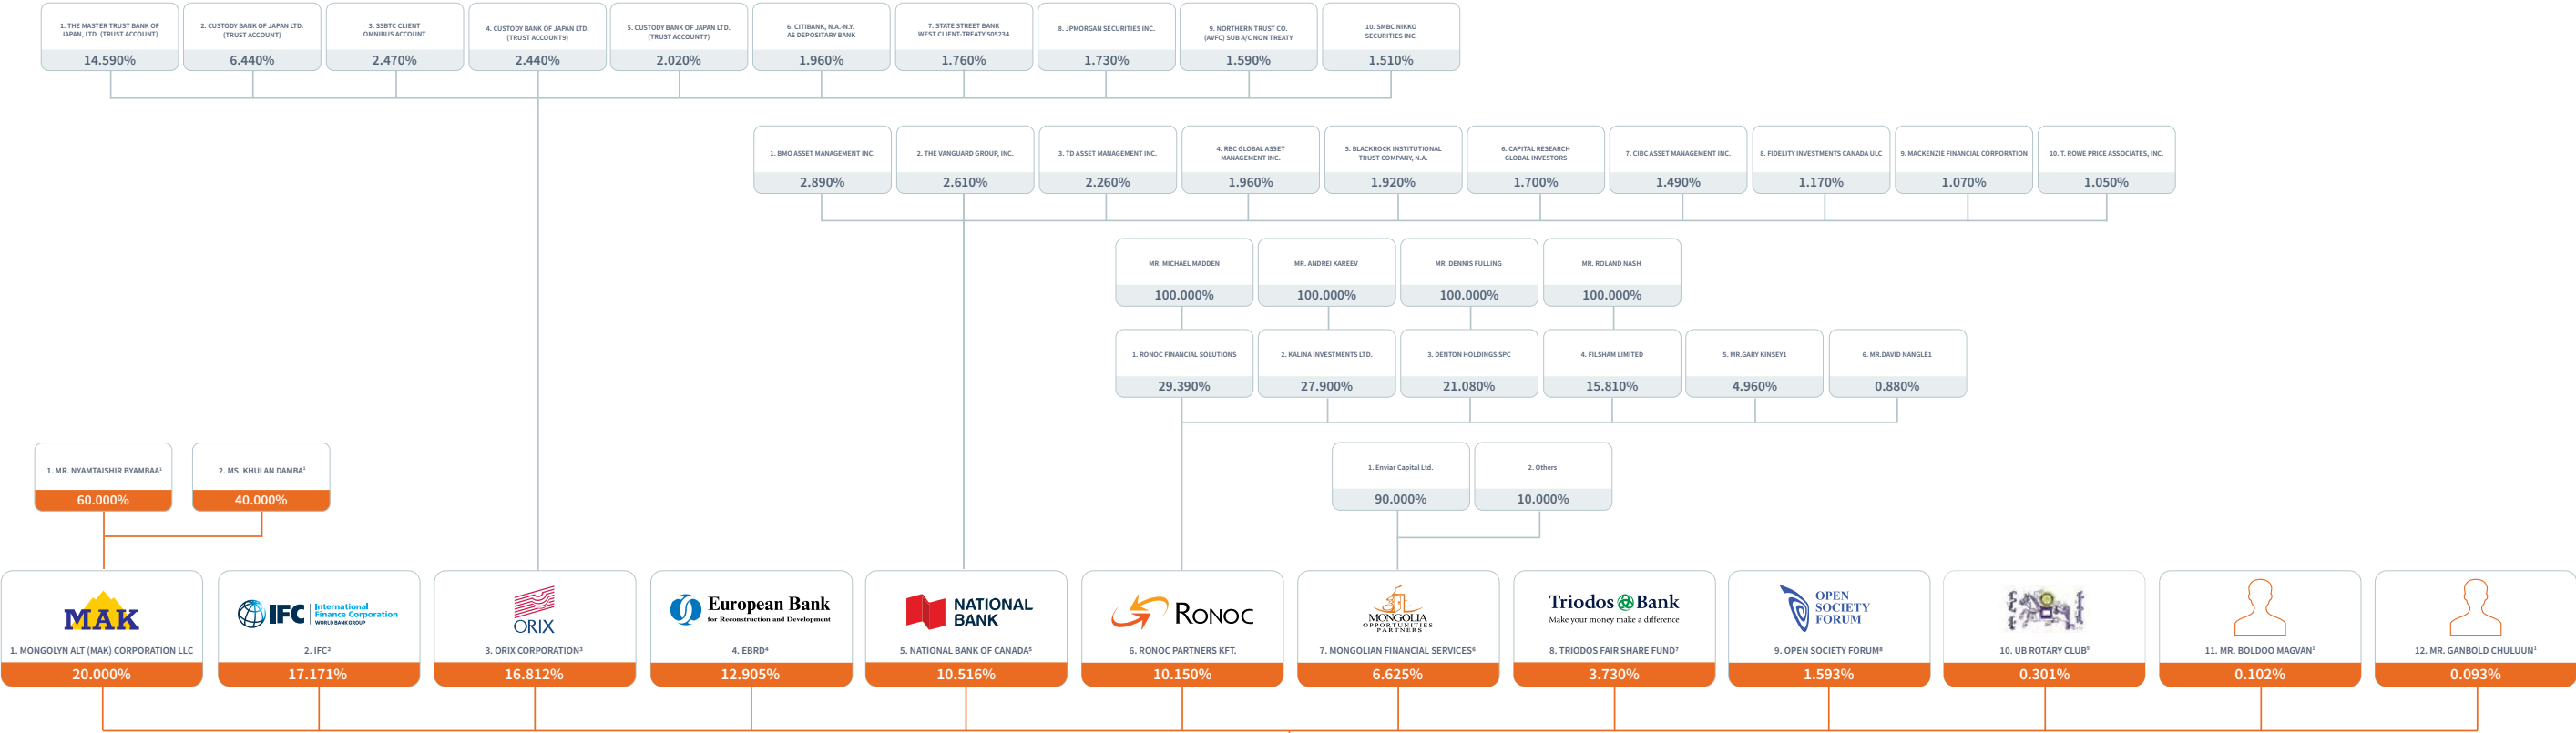 1. THE MASTER TRUST BANK OF
JAPAN, LTD. (TRUST ACCOUNT)
14.590%
2. CUSTODY BANK OF JAPAN LTD.
(TRUST ACCOUNT)
6.440%
3. SSBTC CLIENT
OMNIBUS ACCOUNT
2.470%
4. CUSTODY BANK OF JAPAN LTD.
(TRUST ACCOUNT9)
2.440%
5. CUSTODY BANK OF JAPAN LTD.
(TRUST ACCOUNT7)
2.020%
6. CITIBANK, N.A.-N.Y.
AS DEPOSITARY BANK
1.960%
7. STATE STREET BANK
WEST CLIENT-TREATY 505234
1.760%
8. JPMORGAN SECURITIES INC.
1.730%
9. NORTHERN TRUST CO.
(AVFC) SUB A/C NON TREATY
1.590%
10. SMBC NIKKO
SECURITIES INC.
1.510%
1. BMO ASSET MANAGEMENT INC.
2.890%
2. THE VANGUARD GROUP, INC.
2.610%
3. TD ASSET MANAGEMENT INC.
2.260%
4. RBC GLOBAL ASSET
MANAGEMENT INC.
1.960%
5. BLACKROCK INSTITUTIONAL
TRUST COMPANY, N.A.
1.920%
6. CAPITAL RESEARCH
GLOBAL INVESTORS
1.700%
7. CIBC ASSET MANAGEMENT INC.
1.490%
8. FIDELITY INVESTMENTS CANADA ULC
1.170%
9. MACKENZIE FINANCIAL CORPORATION
1.070%
10. T. ROWE PRICE ASSOCIATES, INC.
1.050%
MR. MICHAEL MADDEN
100.000%
MR. ANDREI KAREEV
100.000%
MR. DENNIS FULLING
100.000%
MR. ROLAND NASH
100.000%
1. RONOC FINANCIAL SOLUTIONS
29.390%
2. KALINA INVESTMENTS LTD.
27.900%
3. DENTON HOLDINGS SPC
21.080%
4. FILSHAM LIMITED
15.810%
5. MR.GARY KINSEY1
4.960%
6. MR.DAVID NANGLE1
0.880%
1. MR. NYAMTAISHIR BYAMBAA¹
60.000%
2. MS. KHULAN DAMBA¹
40.000%
1. Enviar Capital Ltd.
90.000%
2. Others
10.000%
MAK
1. MONGOLYN ALT (MAK) CORPORATION LLC
20.000%
IFC
International
Finance Corporation
WORLD BANK GROUP
2. IFC²
17.171%
ORIX
3. ORIX CORPORATION³
16.812%
European Bank
for Reconstruction and Development
4. EBRD⁴
12.905%
NATIONAL
BANK
5. NATIONAL BANK OF CANADA⁵
10.516%
RONOC
6. RONOC PARTNERS KFT.
10.150%
MONGOLIA
OPPORTUNITIES
PARTNERS
7. MONGOLIAN FINANCIAL SERVICES⁶
6.625%
Triodos Bank
Make your money make a difference
8. TRIODOS FAIR SHARE FUND⁷
3.730%
OPEN
SOCIETY
FORUM
9. OPEN SOCIETY FORUM⁸
1.593%
10. UB ROTARY CLUB⁹
0.301%
11. MR. BOLDOO MAGVAN¹
0.102%
12. MR. GANBOLD CHULUUN¹
0.093%